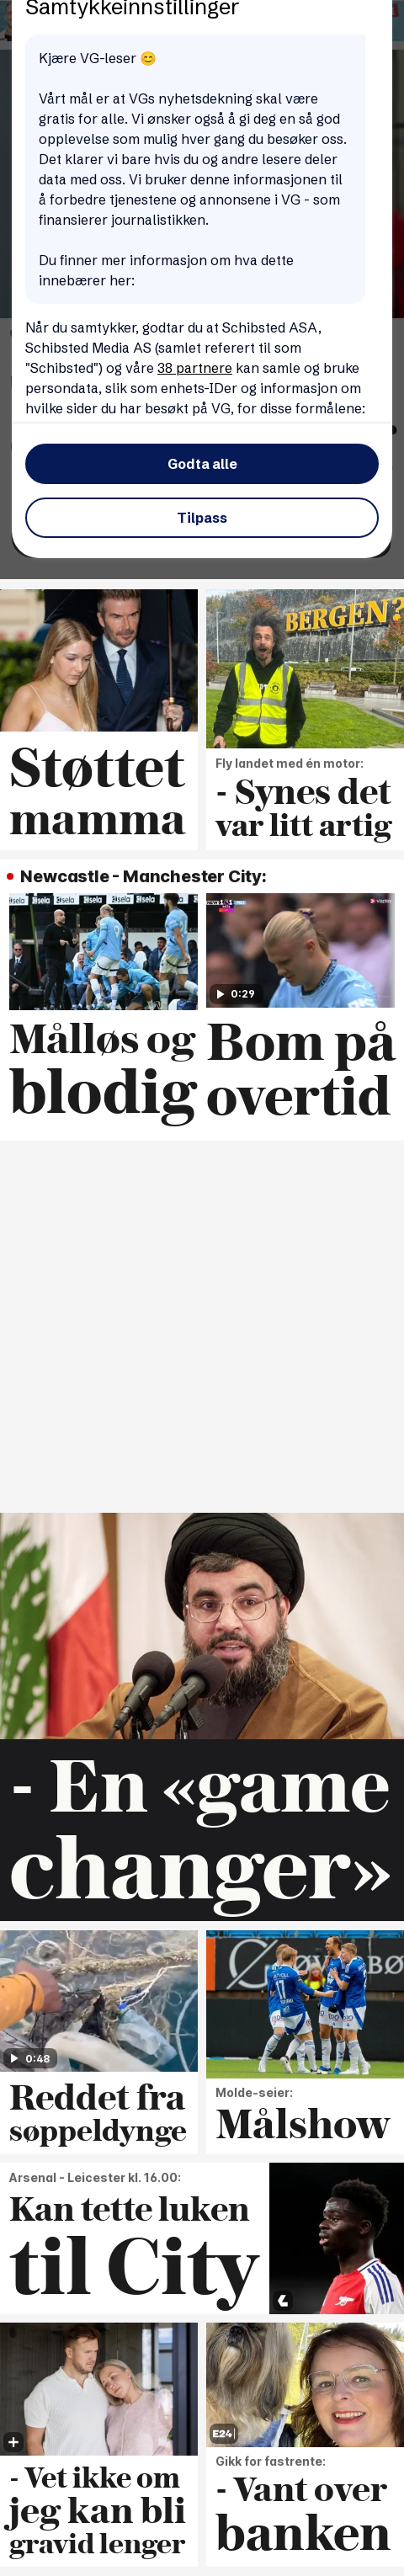 Samtykkeinnstillinger
Kjære VG-leser 😊
Vårt mål er at VGs nyhetsdekning skal være
gratis for alle. Vi ønsker også å gi deg en så god
opplevelse som mulig hver gang du besøker oss.
Det klarer vi bare hvis du og andre lesere deler
data med oss. Vi bruker denne informasjonen til
å forbedre tjenestene og annonsene i VG - som
finansierer journalistikken.
Du finner mer informasjon om hva dette
innebærer her:
Når du samtykker, godtar du at Schibsted ASA,
Schibsted Media AS (samlet referert til som
"Schibsted") og våre 38 partnere kan samle og bruke
persondata, slik som enhets-IDer og informasjon om
hvilke sider du har besøkt på VG, for disse formålene:
Godta alle
Tilpass
BERGEN?
Støttet
mamma
Fly landet med én motor:
- Synes det
var litt artig
Newcastle - Manchester City:
sela
0:29
Målløs og
blodig
Bom på
overtid
- En «game
changer»
0:48
Reddet fra
søppeldynge
11
Molde-seier:
Målshow
Arsenal - Leicester kl. 16.00:
Kan tette luken
til City
E24
- Vet ikke om
jeg kan bli
gravid lenger
Gikk for fastrente:
- Vant over
banken